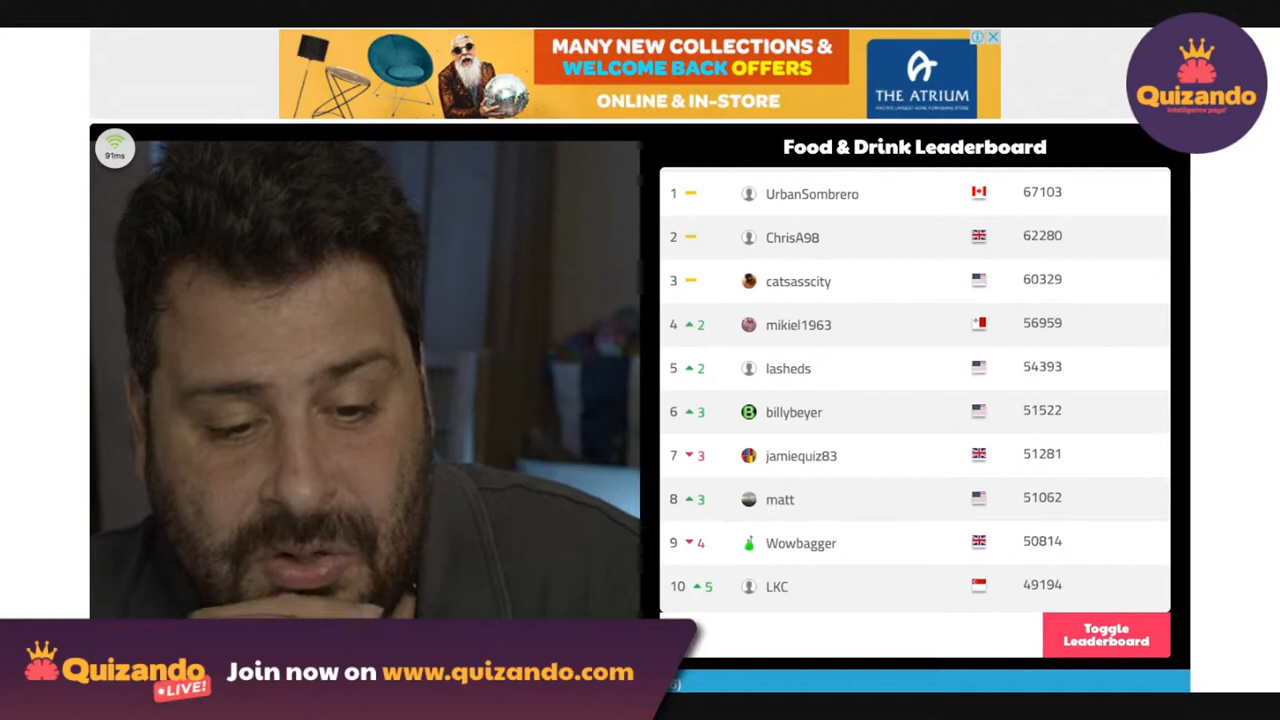 MANY NEW COLLECTIONS &
WELCOME BACK OFFERS
ONLINE & IN-STORE
THE ATRIUM
Quizando
Intelligence pays!
91ms
Food & Drink Leaderboard
1 UrbanSombrero 67103
2 ChrisA98 62280
3 catsasscity 60329
4 2 mikiel1963 56959
5 2 lasheds 54393
6 3 B billybeyer 51522
7 3 jamiequiz83 51281
8 3 matt 51062
9 4 Wowbagger 50814
10 5 LKC 49194
Toggle
Leaderboard
Quizando
LIVE!
Join now on www.quizando.com